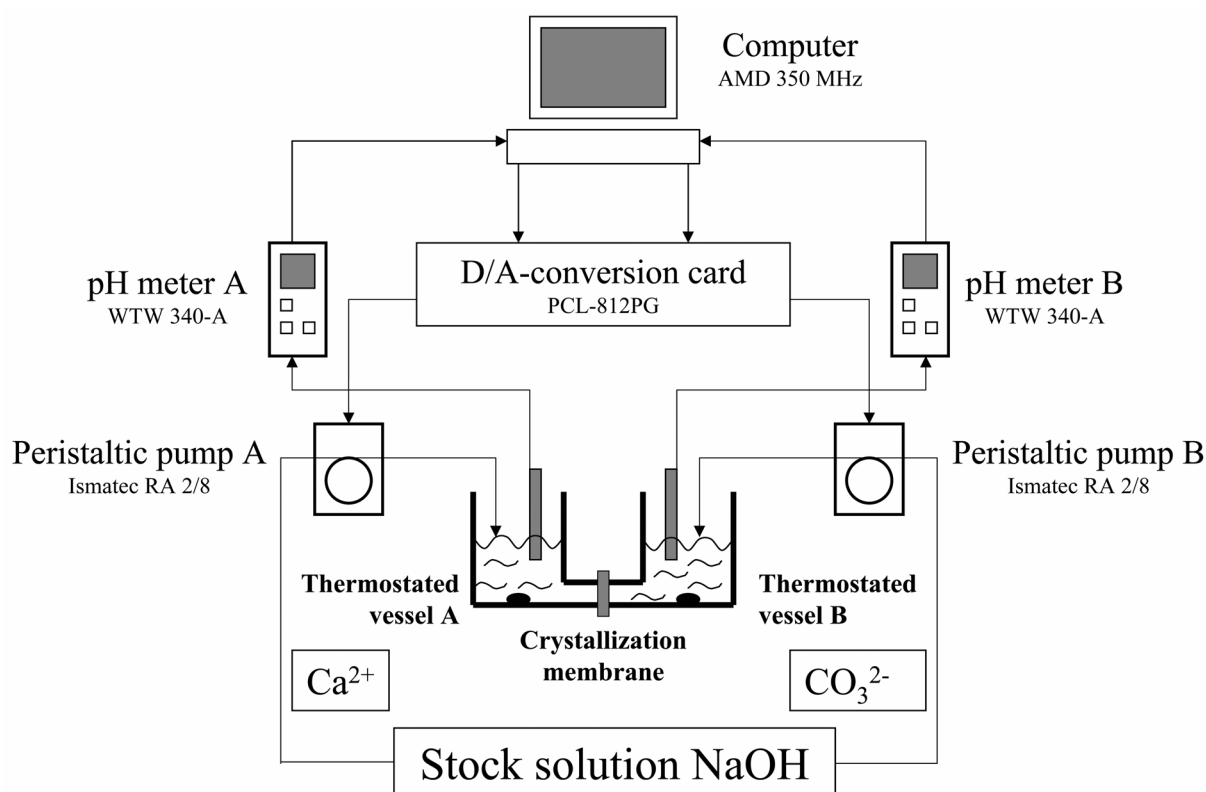 Computer
AMD 350 MHz
D/A-conversion card
PCL-812PG
pH meter A
WTW 340-A
pH meter B
WTW 340-A
Peristaltic pump A
Ismatec RA 2/8
Peristaltic pump B
Ismatec RA 2/8
Thermostated
vessel A
Thermostated
vessel B
Crystallization
membrane
Ca²⁺
CO₃²⁻
Stock solution NaOH